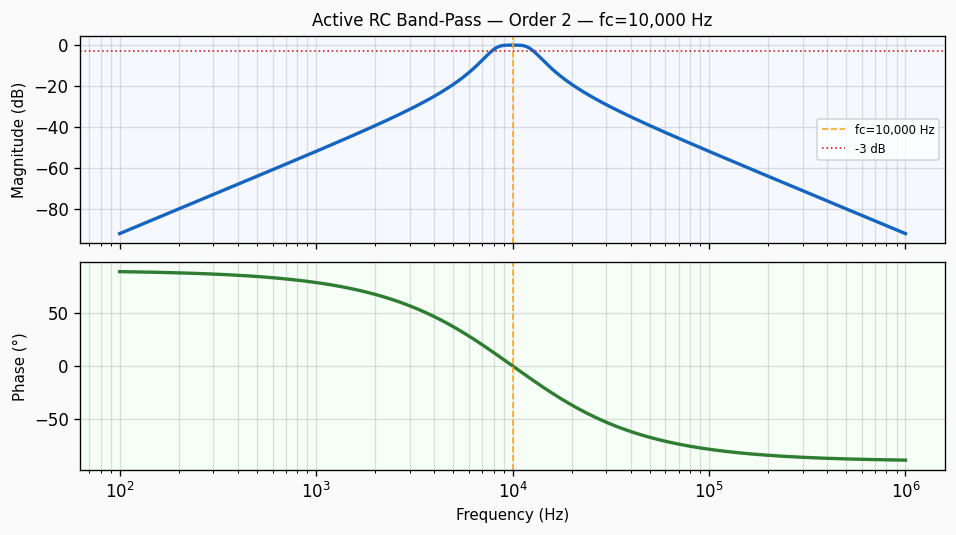 Active RC Band-Pass — Order 2 — fc=10,000 Hz
Magnitude (dB)
0
−20
−40
−60
−80
fc=10,000 Hz
-3 dB
Phase (°)
50
0
−50
10²
10³
10⁴
10⁵
10⁶
Frequency (Hz)